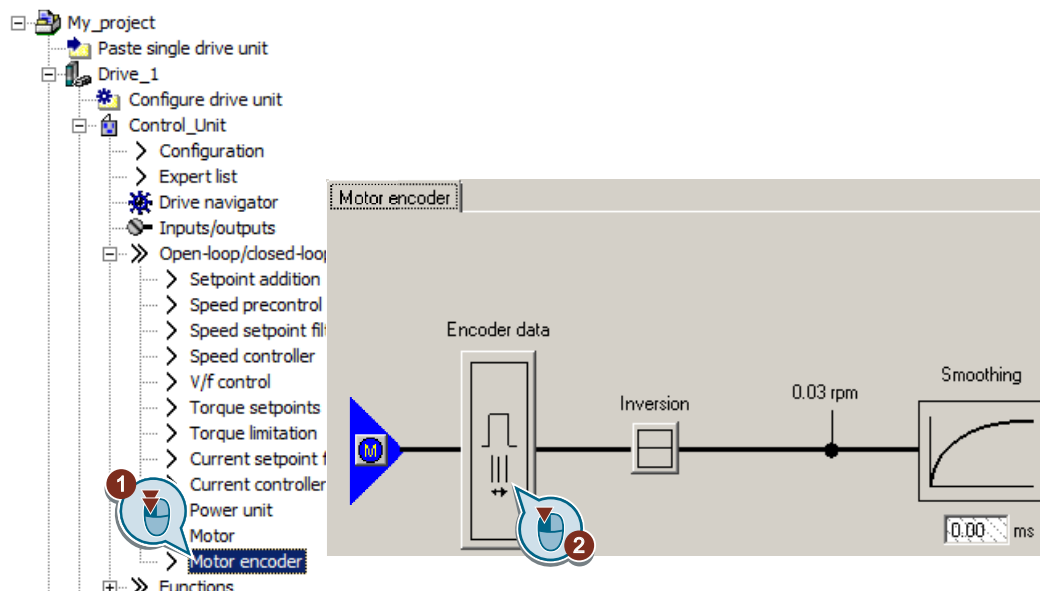 My_project
Paste single drive unit
Drive_1
Configure drive unit
Control_Unit
Configuration
Expert list
Drive navigator
Inputs/outputs
Open-loop/closed-loop
Setpoint addition
Speed precontrol
Speed setpoint fil
Speed controller
V/f control
Torque setpoints
Torque limitation
Current setpoint f
Current controller
Power unit
Motor
Motor encoder
Functions
1
Motor encoder
Encoder data
Inversion
0.03 rpm
Smoothing
M
0.00 ms
2